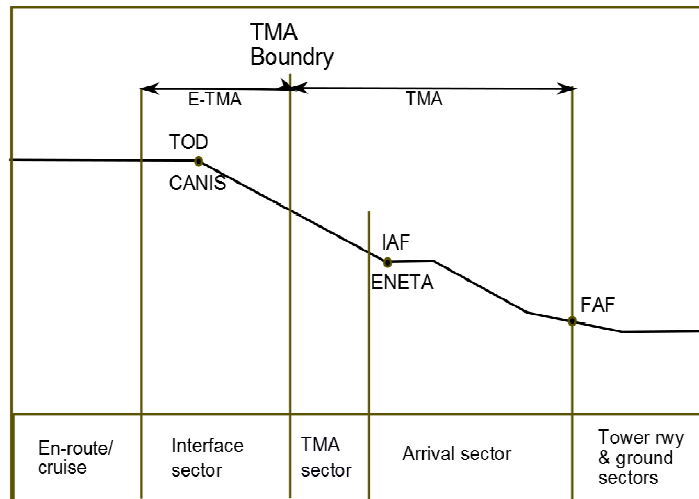 TMA
Boundry
E-TMA
TMA
TOD
CANIS
IAF
ENETA
FAF
En-route/
cruise
Interface
sector
TMA
sector
Arrival sector
Tower rwy
& ground
sectors